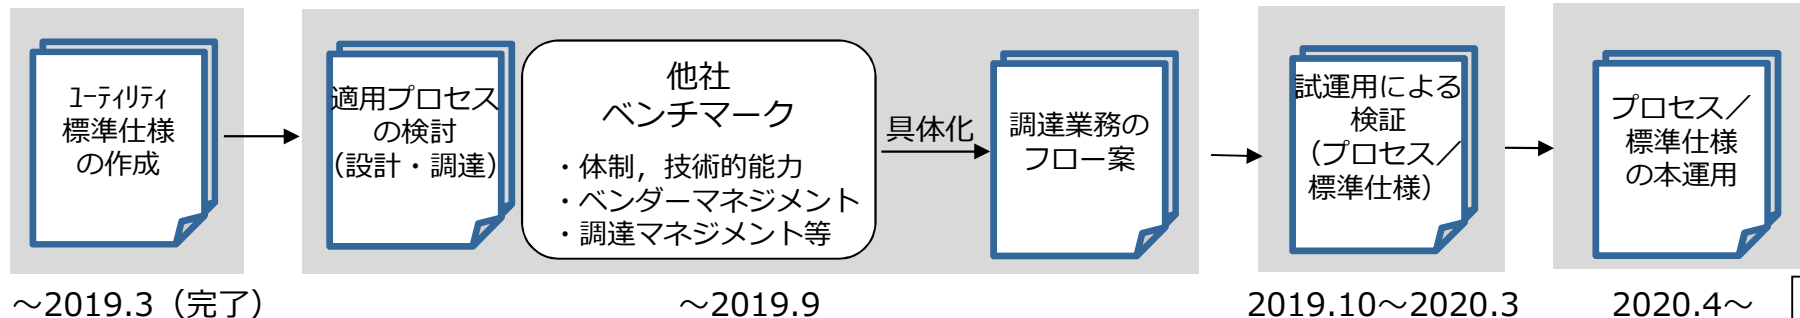 ﾕｰﾃｨﾘﾃｨ
標準仕様
の作成
適用プロセス
の検討
（設計・調達）
他社
ベンチマーク
・体制，技術的能力
・ベンダーマネジメント
・調達マネジメント等
具体化
調達業務の
フロー案
試運用による
検証
（プロセス／
標準仕様）
プロセス／
標準仕様
の本運用
～2019.3（完了）
～2019.9
2019.10～2020.3
2020.4～